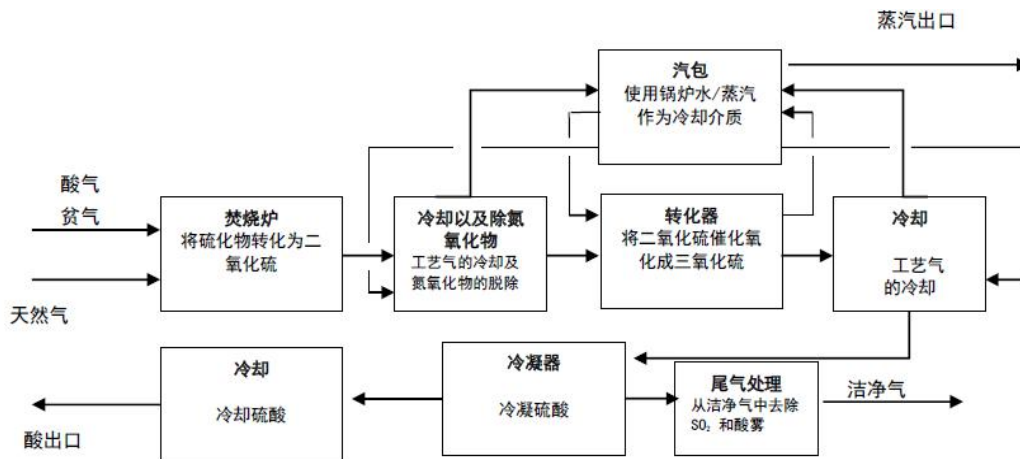 蒸汽出口
汽包
使用锅炉水/蒸汽
作为冷却介质
酸气
贫气
天然气
焚烧炉
将硫化物转化为二
氧化硫
冷却以及除氮
氧化物
工艺气的冷却及
氮氧化物的脱除
转化器
将二氧化硫催化氧
化成三氧化硫
冷却
工艺气
的冷却
冷却
冷却硫酸
酸出口
冷凝器
冷凝硫酸
尾气处理
从洁净气中去除
SO₂ 和酸雾
洁净气